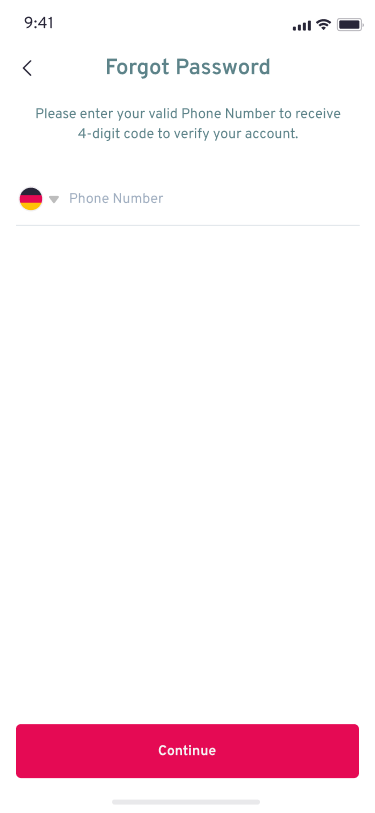 9:41
Forgot Password
Please enter your valid Phone Number to receive
4-digit code to verify your account.
Phone Number
Continue